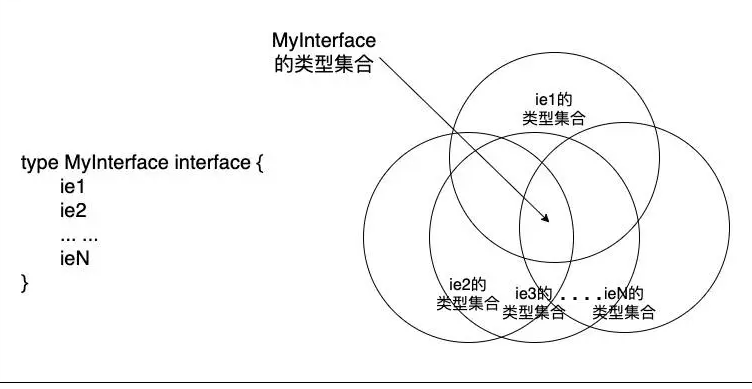 MyInterface
的类型集合
ie1的
类型集合
type MyInterface interface {
ie1
ie2
... ...
ieN
}
ie2的
类型集合
ie3的
类型集合
....
ieN的
类型集合